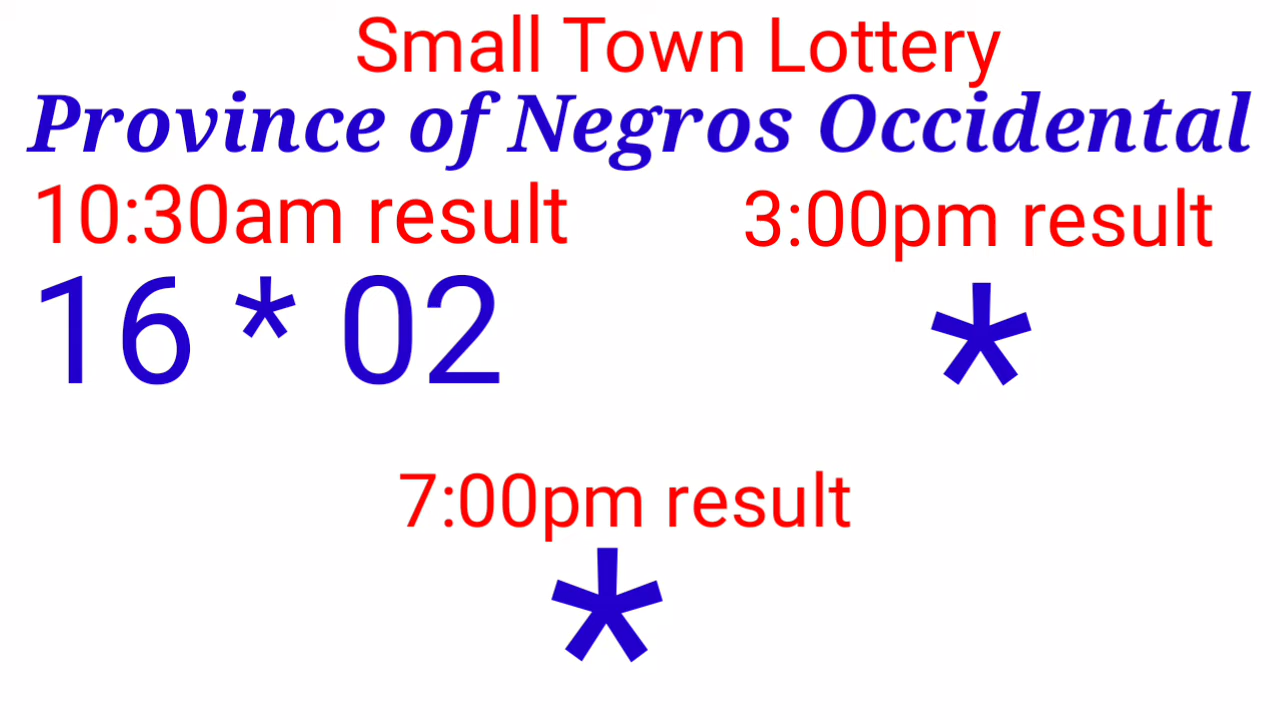 Small Town Lottery
Province of Negros Occidental
10:30am result
16 * 02
3:00pm result
*
7:00pm result
*